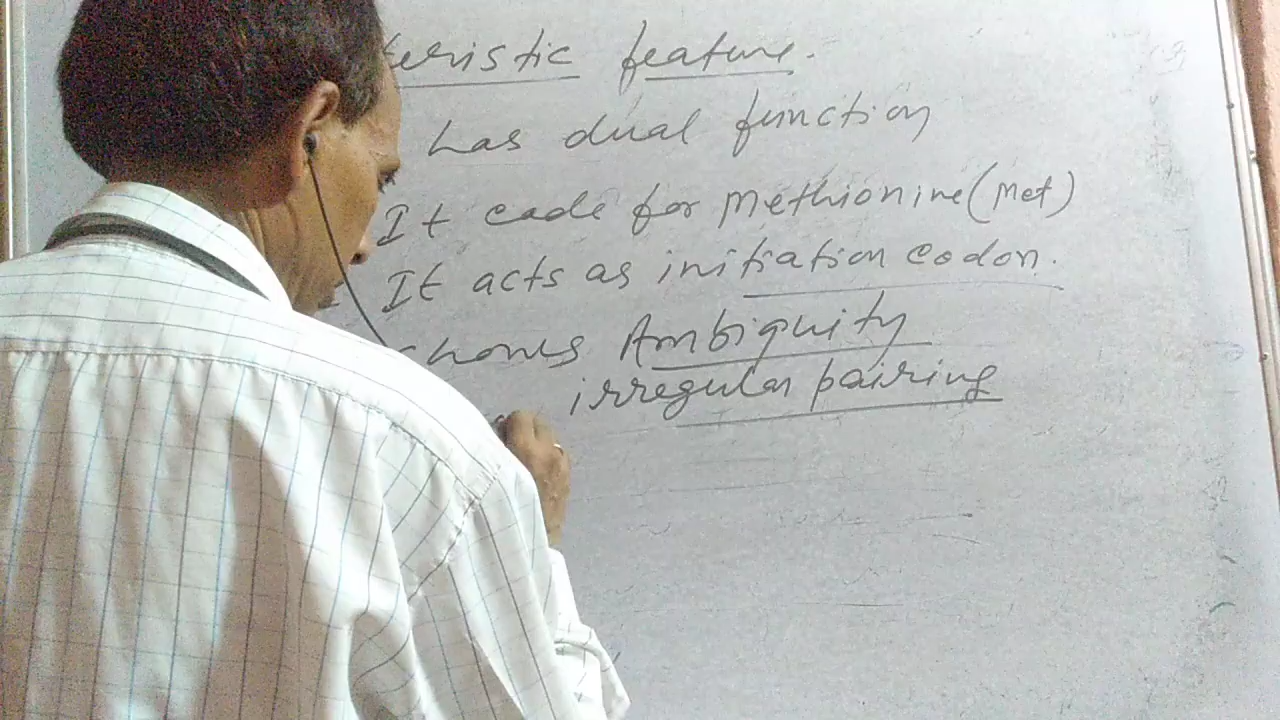 teristic feature.
has dual function
It code for Methionine (Met)
It acts as initiation codon.
shows Ambiguity
irregular pairing